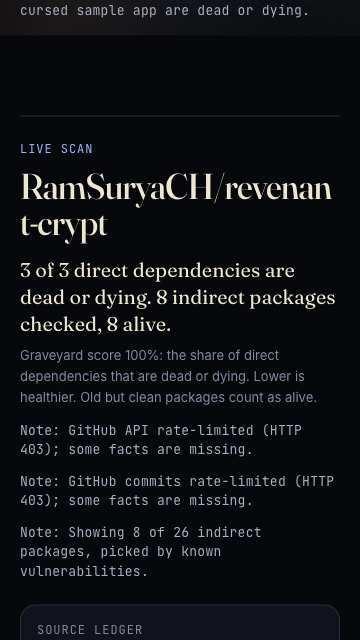 cursed sample app are dead or dying.
LIVE SCAN
RamSuryaCH/revenan
t-crypt
3 of 3 direct dependencies are
dead or dying. 8 indirect packages
checked, 8 alive.
Graveyard score 100%: the share of direct
dependencies that are dead or dying. Lower is
healthier. Old but clean packages count as alive.
Note: GitHub API rate-limited (HTTP
403); some facts are missing.
Note: GitHub commits rate-limited (HTTP
403); some facts are missing.
Note: Showing 8 of 26 indirect
packages, picked by known
vulnerabilities.
SOURCE LEDGER